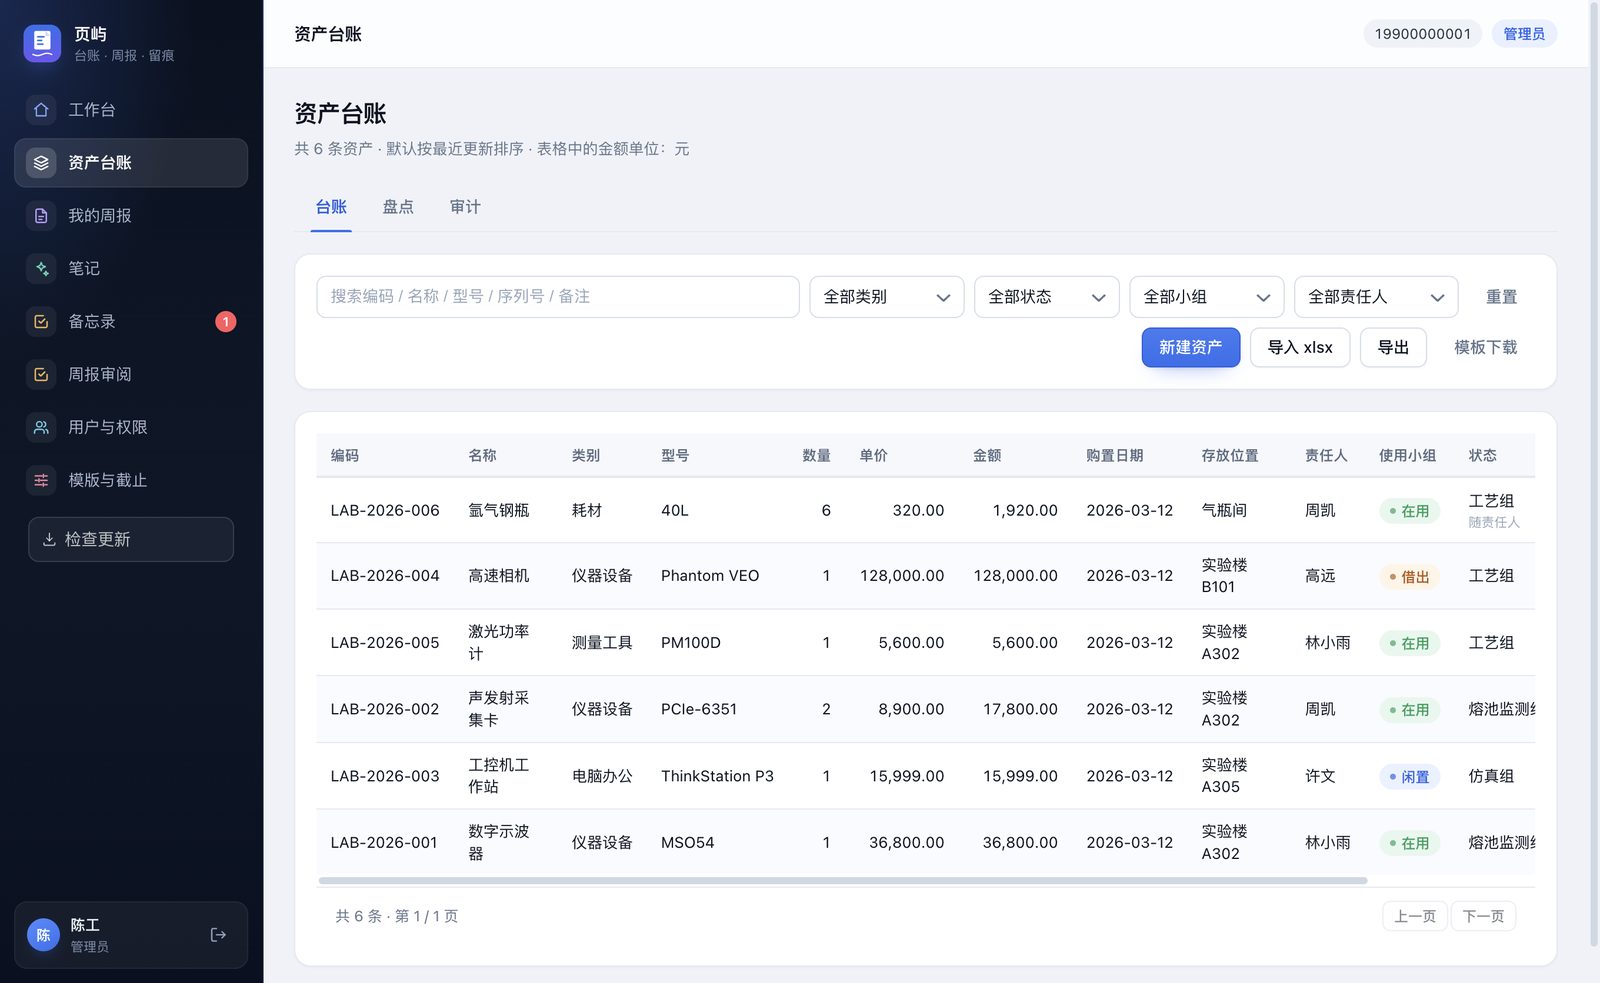 页屿
台账 · 周报 · 留痕
工作台
资产台账
我的周报
笔记
备忘录 1
周报审阅
用户与权限
模版与截止
检查更新
陈 陈工
管理员
资产台账 19900000001 管理员
资产台账
共 6 条资产 · 默认按最近更新排序 · 表格中的金额单位：元
台账 盘点 审计
搜索编码 / 名称 / 型号 / 序列号 / 备注 全部类别 全部状态 全部小组 全部责任人 重置
新建资产 导入 xlsx 导出 模板下载
编码 名称 类别 型号 数量 单价 金额 购置日期 存放位置 责任人 使用小组 状态
LAB-2026-006 氩气钢瓶 耗材 40L 6 320.00 1,920.00 2026-03-12 气瓶间 周凯 在用 工艺组
随责任人
LAB-2026-004 高速相机 仪器设备 Phantom VEO 1 128,000.00 128,000.00 2026-03-12 实验楼 B101 高远 借出 工艺组
LAB-2026-005 激光功率计 测量工具 PM100D 1 5,600.00 5,600.00 2026-03-12 实验楼 A302 林小雨 在用 工艺组
LAB-2026-002 声发射采集卡 仪器设备 PCIe-6351 2 8,900.00 17,800.00 2026-03-12 实验楼 A302 周凯 在用 熔池监测
LAB-2026-003 工控机工作站 电脑办公 ThinkStation P3 1 15,999.00 15,999.00 2026-03-12 实验楼 A305 许文 闲置 仿真组
LAB-2026-001 数字示波器 仪器设备 MSO54 1 36,800.00 36,800.00 2026-03-12 实验楼 A302 林小雨 在用 熔池监测
共 6 条 · 第 1 / 1 页 上一页 下一页